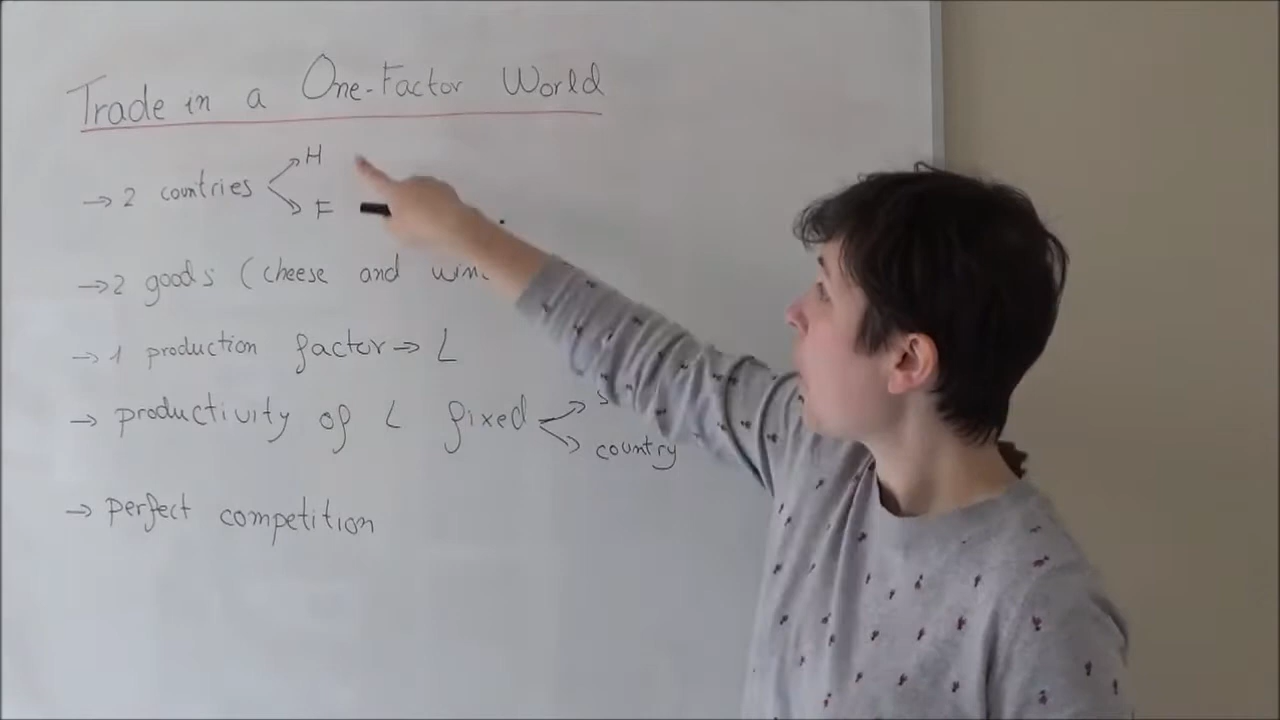 Trade in a One-Factor World
→ 2 countries
H
F
→ 2 goods (cheese and
→ 1 production factor → L
→ productivity of L fixed
country
→ perfect competition